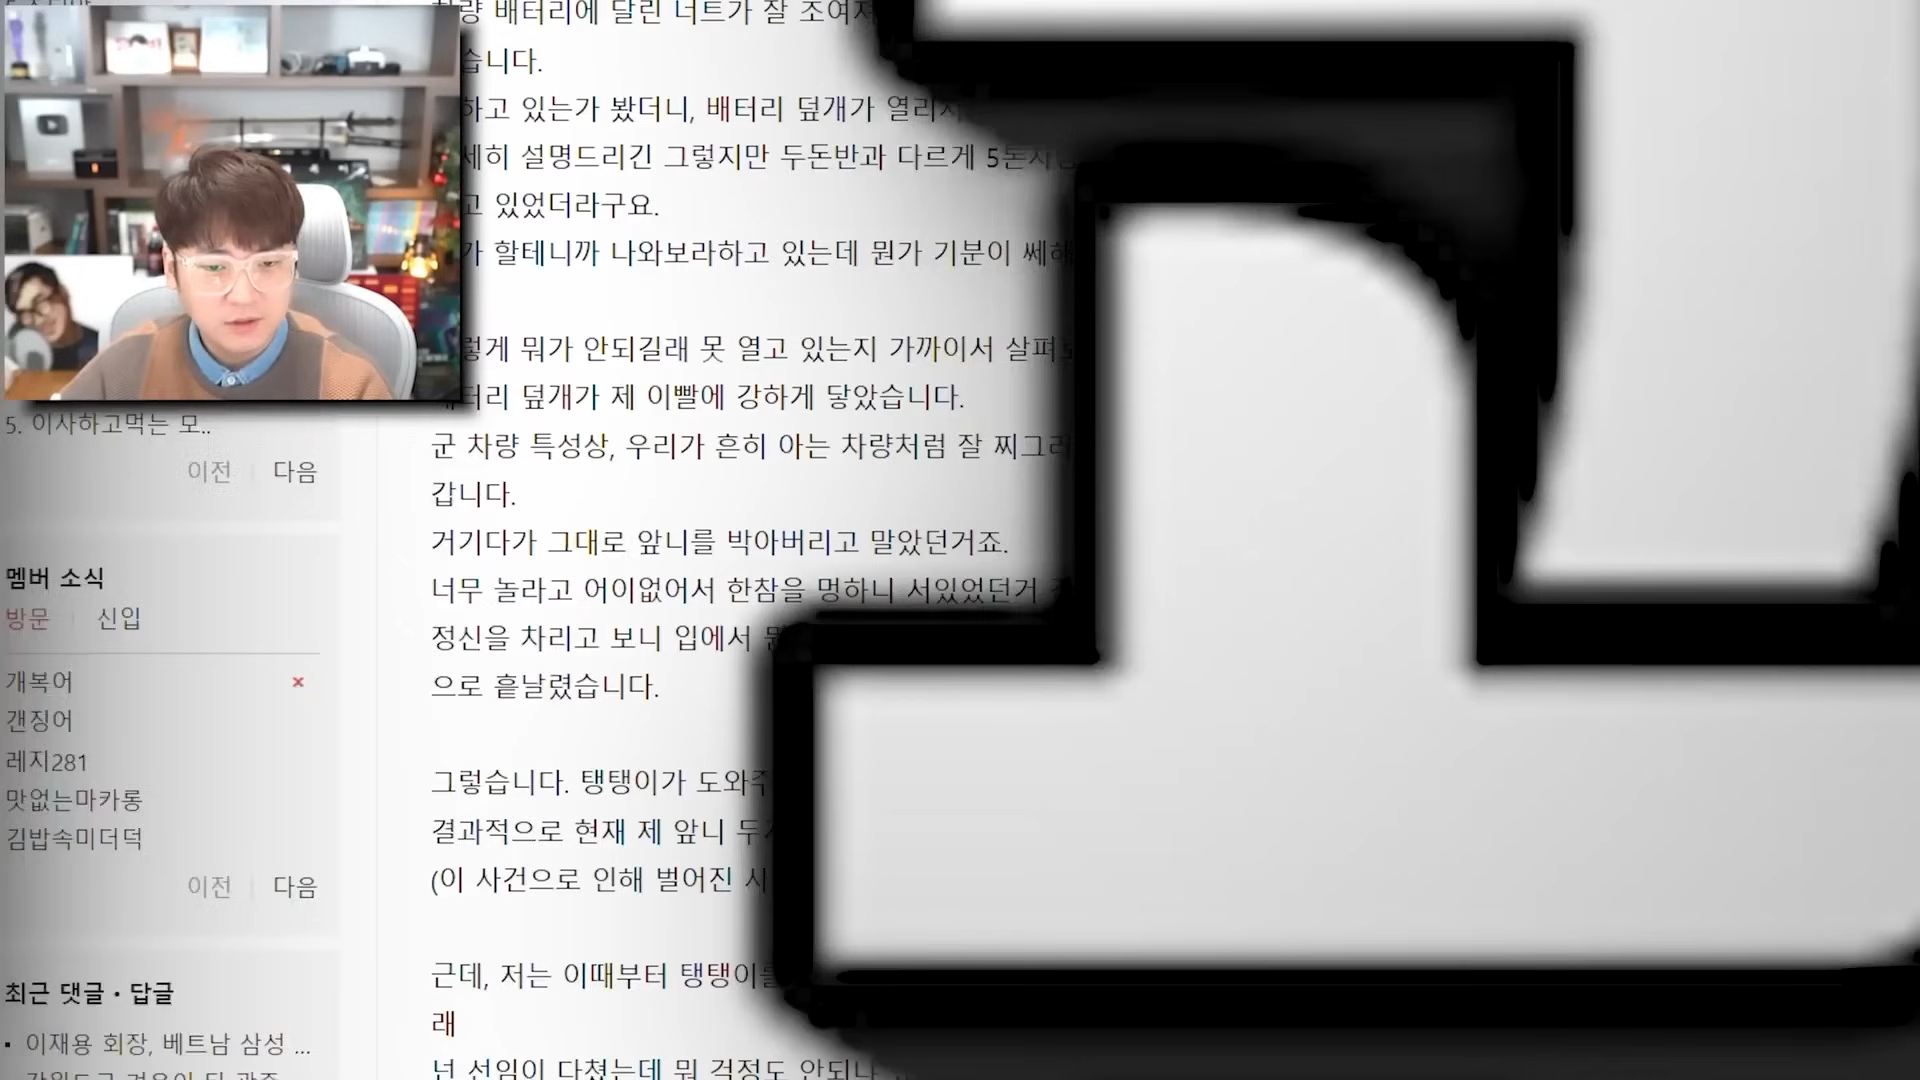 차량 배터리에 달린 너트가 잘 조여져
습니다.
하고 있는가 봤더니, 배터리 덮개가 열리지
세히 설명드리긴 그렇지만 두돈반과 다르게 5톤차량
고 있었더라구요.
가 할테니까 나와보라하고 있는데 뭔가 기분이 쎄해
렇게 뭐가 안되길래 못 열고 있는지 가까이서 살펴보
배터리 덮개가 제 이빨에 강하게 닿았습니다.
군 차량 특성상, 우리가 흔히 아는 차량처럼 잘 찌그러
갑니다.
거기다가 그대로 앞니를 박아버리고 말았던거죠.
너무 놀라고 어이없어서 한참을 멍하니 서있었던거
정신을 차리고 보니 입에서
으로 흩날렸습니다.
그렇습니다. 탱탱이가 도와주
결과적으로 현재 제 앞니 두
(이 사건으로 인해 벌어진 시
근데, 저는 이때부터 탱탱이를
래
넌 선임이 다쳤는데 뭐 걱정도 안되냐
5. 이사하고먹는 모..
이전 다음
멤버 소식
방문 신입
개복어
갠징어
레지281
맛없는마카롱
김밥속미더덕
이전 다음
최근 댓글・답글
이재용 회장, 베트남 삼성 ...